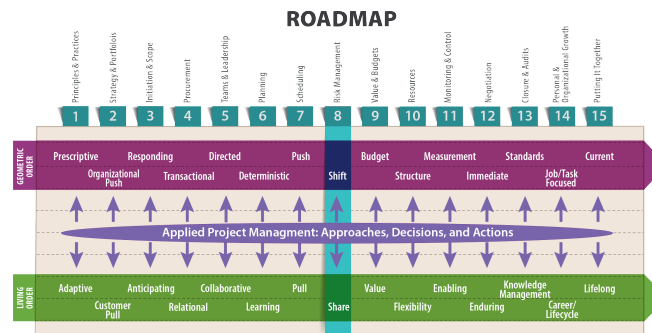 ROADMAP
Principles & Practices
Strategy & Portfolois
Initiation & Scope
Procurement
Teams & Leadership
Planning
Scheduling
Risk Management
Value & Budgets
Resources
Monitoring & Control
Negotiation
Closure & Audits
Personal &
Organizational Growth
Putting It Together
1 2 3 4 5 6 7 8 9 10 11 12 13 14 15
GEOMETRIC
ORDER
Prescriptive Responding Directed Push Budget Measurement Standards Current
Organizational
Push Transactional Deterministic Shift Structure Immediate Job/Task
Focused
Applied Project Managment: Approaches, Decisions, and Actions
LIVING
ORDER
Adaptive Anticipating Collaborative Pull Value Enabling Knowledge
Management Lifelong
Customer
Pull Relational Learning Share Flexibility Enduring Career/
Lifecycle